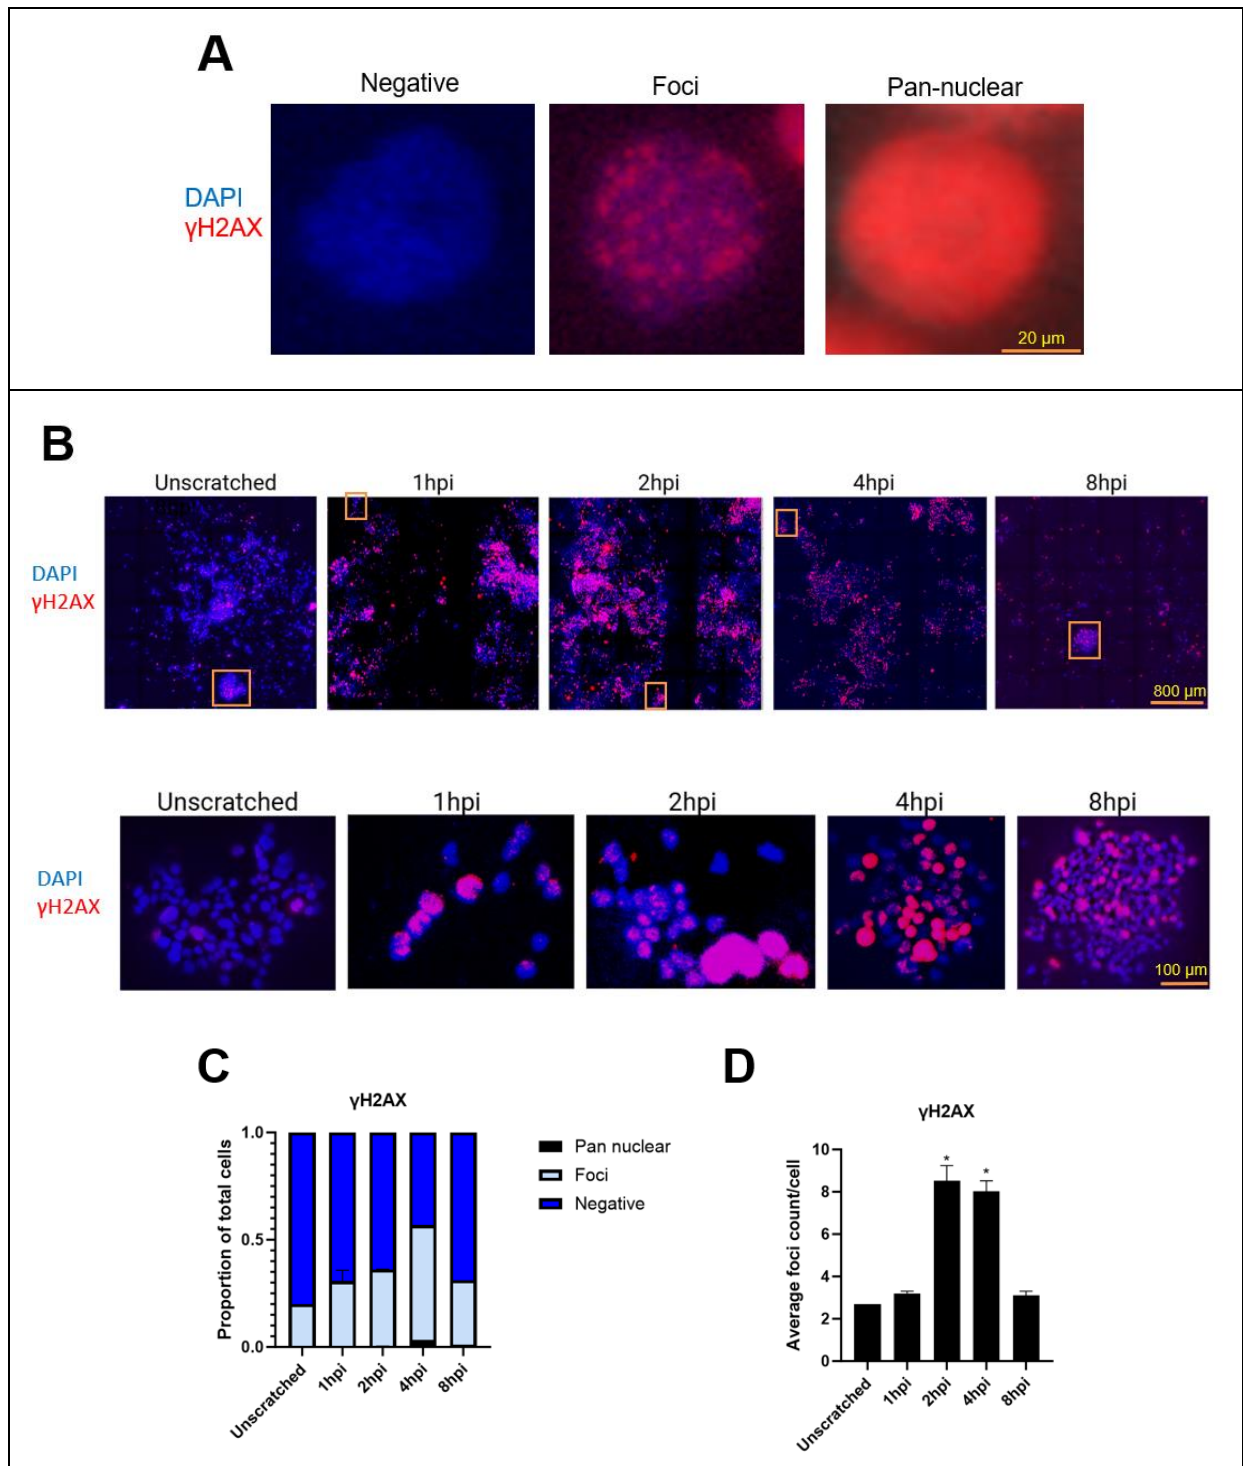 A
Negative
Foci
Pan-nuclear
DAPI
γH2AX
20 µm
B
Unscratched
1hpi
2hpi
4hpi
8hpi
DAPI
γH2AX
800 µm
Unscratched
1hpi
2hpi
4hpi
8hpi
DAPI
γH2AX
100 µm
C
γH2AX
Proportion of total cells
1.0
0.5
0.0
Unscratched
1hpi
2hpi
4hpi
8hpi
Pan nuclear
Foci
Negative
D
γH2AX
Average foci count/cell
10
8
6
4
2
0
*
*
Unscratched
1hpi
2hpi
4hpi
8hpi